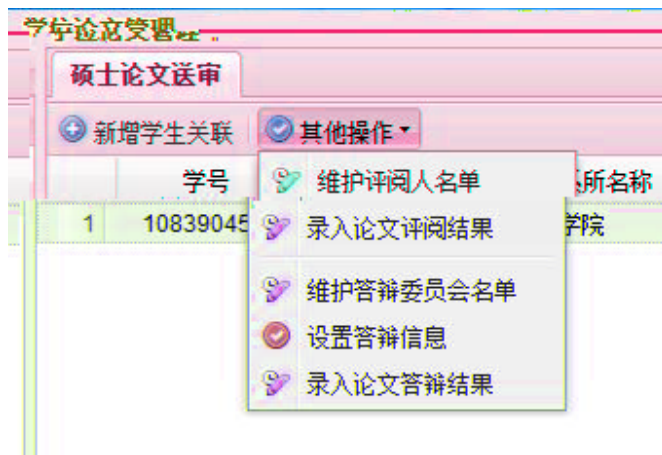 硕士论文送审
新增学生关联 其他操作
学号 所名称
1 10839045 学院
维护评阅人名单
录入论文评阅结果
维护答辩委员会名单
设置答辩信息
录入论文答辩结果